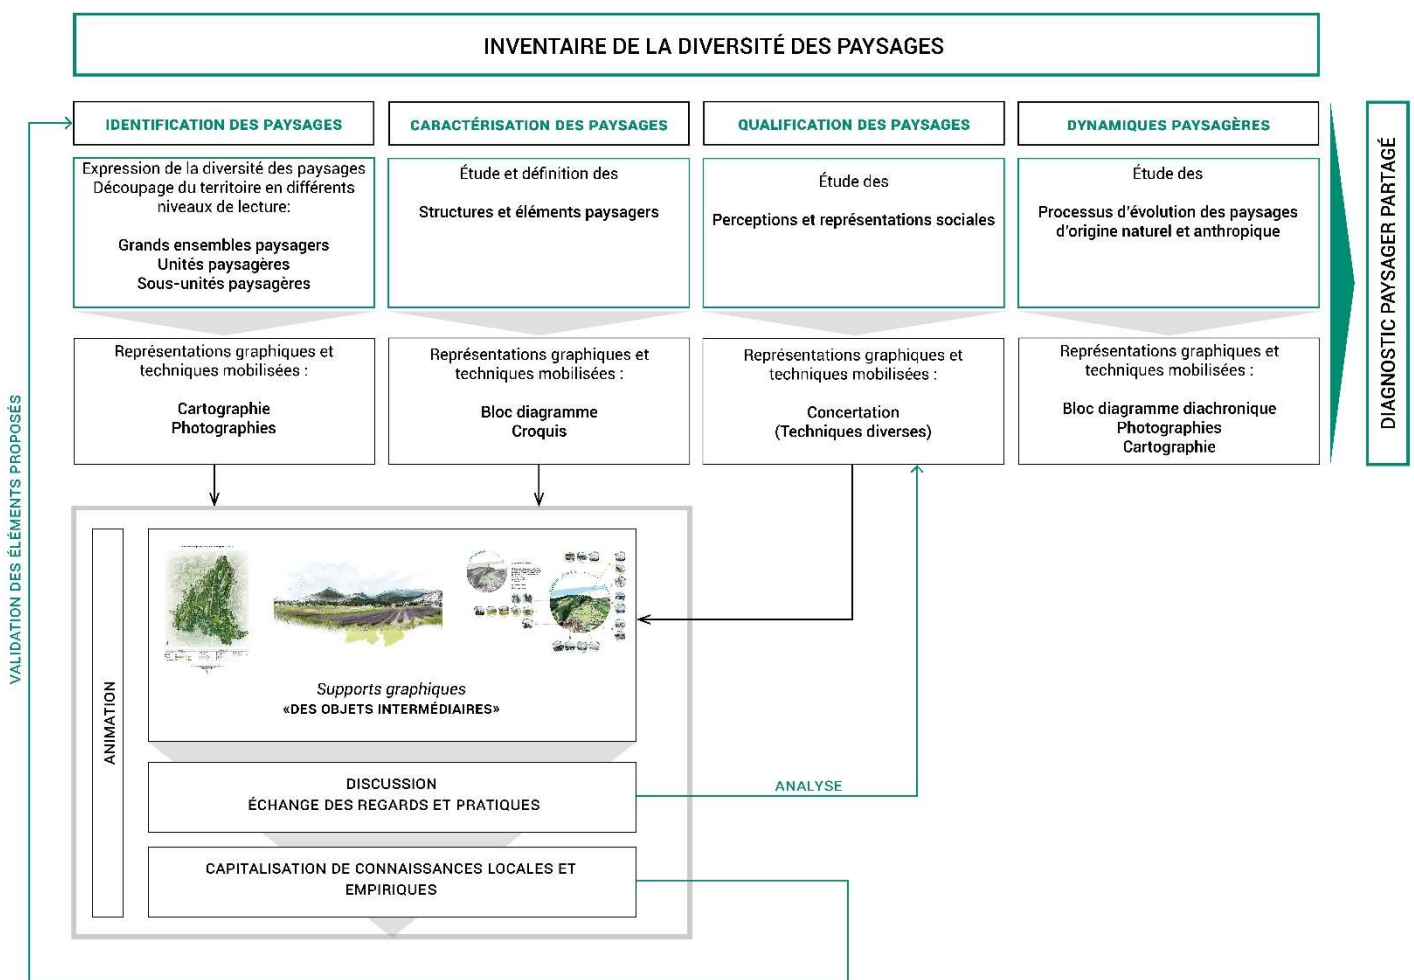 INVENTAIRE DE LA DIVERSITÉ DES PAYSAGES
IDENTIFICATION DES PAYSAGES
Expression de la diversité des paysages
Découpage du territoire en différents
niveaux de lecture:
Grands ensembles paysagers
Unités paysagères
Sous-unités paysagères
Représentations graphiques et
techniques mobilisées :
Cartographie
Photographies
CARACTÉRISATION DES PAYSAGES
Étude et définition des
Structures et éléments paysagers
Représentations graphiques et
techniques mobilisées :
Bloc diagramme
Croquis
QUALIFICATION DES PAYSAGES
Étude des
Perceptions et représentations sociales
Représentations graphiques et
techniques mobilisées :
Concertation
(Techniques diverses)
DYNAMIQUES PAYSAGÈRES
Étude des
Processus d'évolution des paysages
d'origine naturel et anthropique
Représentations graphiques et
techniques mobilisées :
Bloc diagramme diachronique
Photographies
Cartographie
DIAGNOSTIC PAYSAGER PARTAGÉ
VALIDATION DES ÉLÉMENTS PROPOSÉS
ANIMATION
Supports graphiques
«DES OBJETS INTERMÉDIAIRES»
DISCUSSION
ÉCHANGE DES REGARDS ET PRATIQUES
ANALYSE
CAPITALISATION DE CONNAISSANCES LOCALES ET
EMPIRIQUES